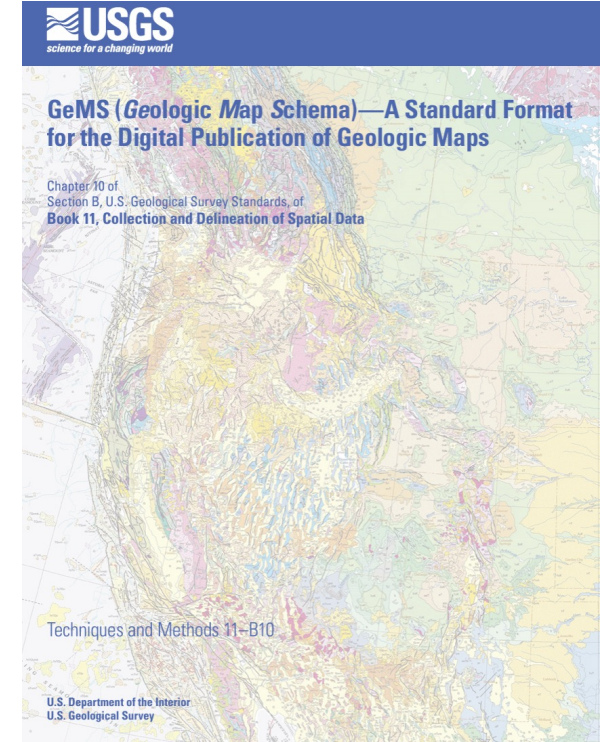 USGS
science for a changing world
GeMS (Geologic Map Schema)—A Standard Format
for the Digital Publication of Geologic Maps
Chapter 10 of
Section B, U.S. Geological Survey Standards, of
Book 11, Collection and Delineation of Spatial Data
Techniques and Methods 11–B10
U.S. Department of the Interior
U.S. Geological Survey